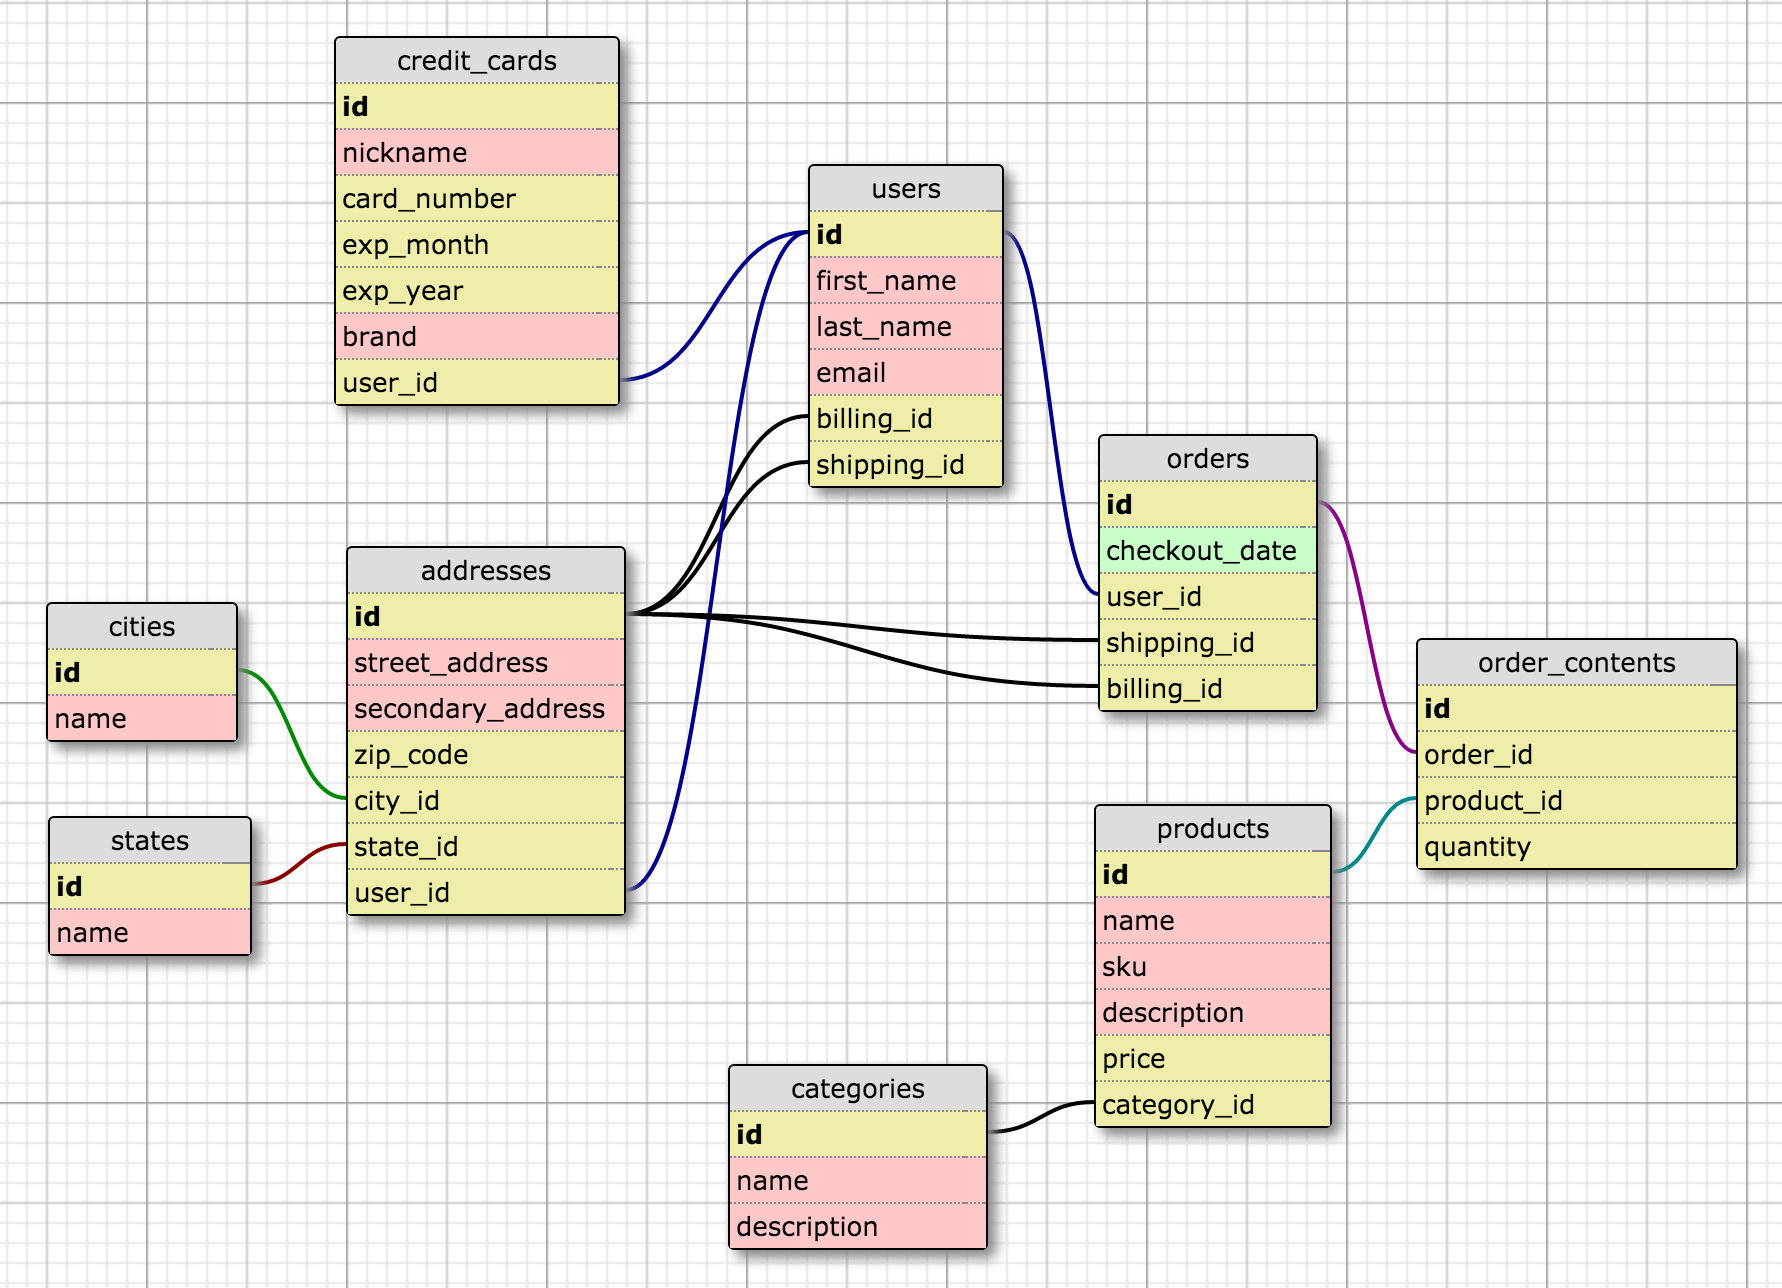 credit_cards
id
nickname
card_number
exp_month
exp_year
brand
user_id
users
id
first_name
last_name
email
billing_id
shipping_id
orders
id
checkout_date
user_id
shipping_id
billing_id
addresses
id
street_address
secondary_address
zip_code
city_id
state_id
user_id
cities
id
name
states
id
name
order_contents
id
order_id
product_id
quantity
products
id
name
sku
description
price
category_id
categories
id
name
description